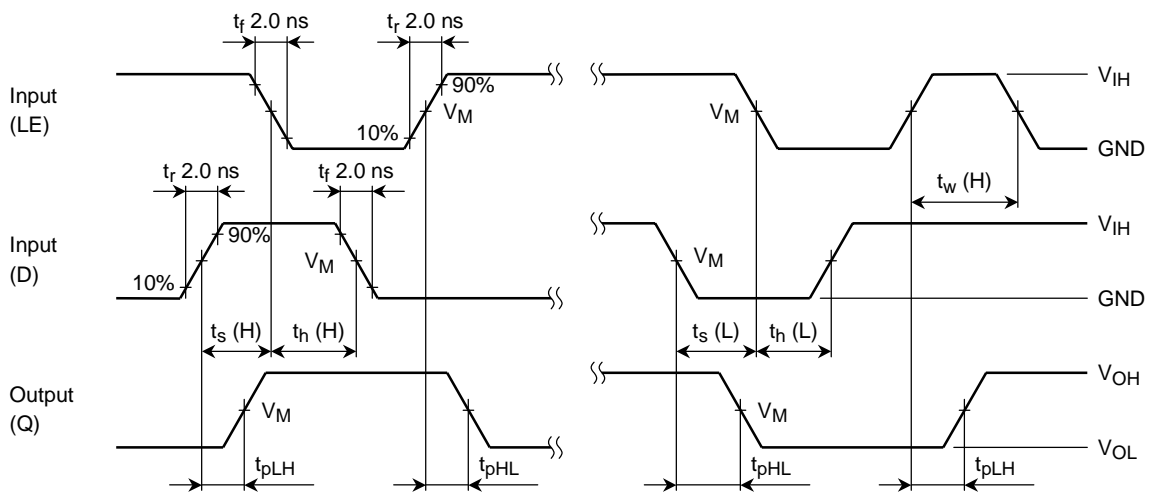 tf 2.0 ns tr 2.0 ns
Input
(LE)
90%
VM
10%
VM
VIH
GND
tw (H)
tr 2.0 ns tf 2.0 ns
Input
(D)
90%
VM
10%
VM
VIH
GND
ts (H) th (H) ts (L) th (L)
Output
(Q)
VM
VM
VOH
VOL
tpLH tpHL tpHL tpLH